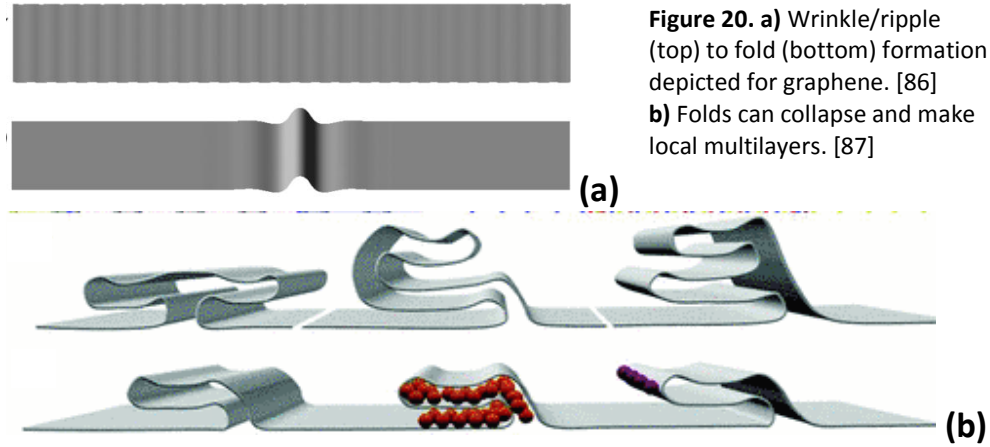 Figure 20. a) Wrinkle/ripple
(top) to fold (bottom) formation
depicted for graphene. [86]
b) Folds can collapse and make
local multilayers. [87]
(a)
(b)